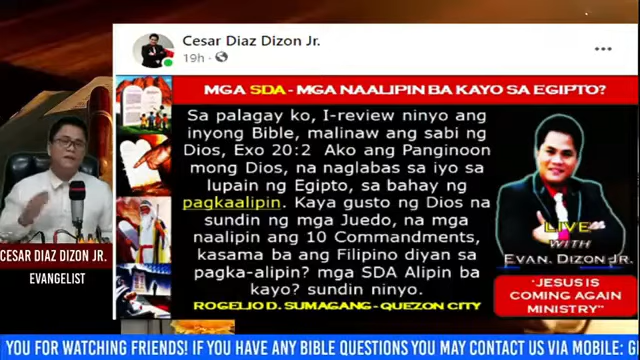 Cesar Diaz Dizon Jr.
19h ·
MGA SDA - MGA NAALIPIN BA KAYO SA EGIPTO?
Sa palagay ko, I-review ninyo ang
inyong Bible, malinaw ang sabi ng
Dios, Exo 20:2 Ako ang Panginoon
mong Dios, na naglabas sa iyo sa
lupain ng Egipto, sa bahay ng
pagkaalipin. Kaya gusto ng Dios na
sundin ng mga Juedo, na mga
naalipin ang 10 Commandments,
kasama ba ang Filipino diyan sa
pagka-alipin? mga SDA Alipin ba
kayo? sundin ninyo.
ROGELIO D. SUMAGANG - QUEZON CITY
LIVE
WITH
EVAN. DIZON JR.
"JESUS IS
COMING AGAIN
MINISTRY"
CESAR DIAZ DIZON JR.
EVANGELIST
YOU FOR WATCHING FRIENDS! IF YOU HAVE ANY BIBLE QUESTIONS YOU MAY CONTACT US VIA MOBILE: G